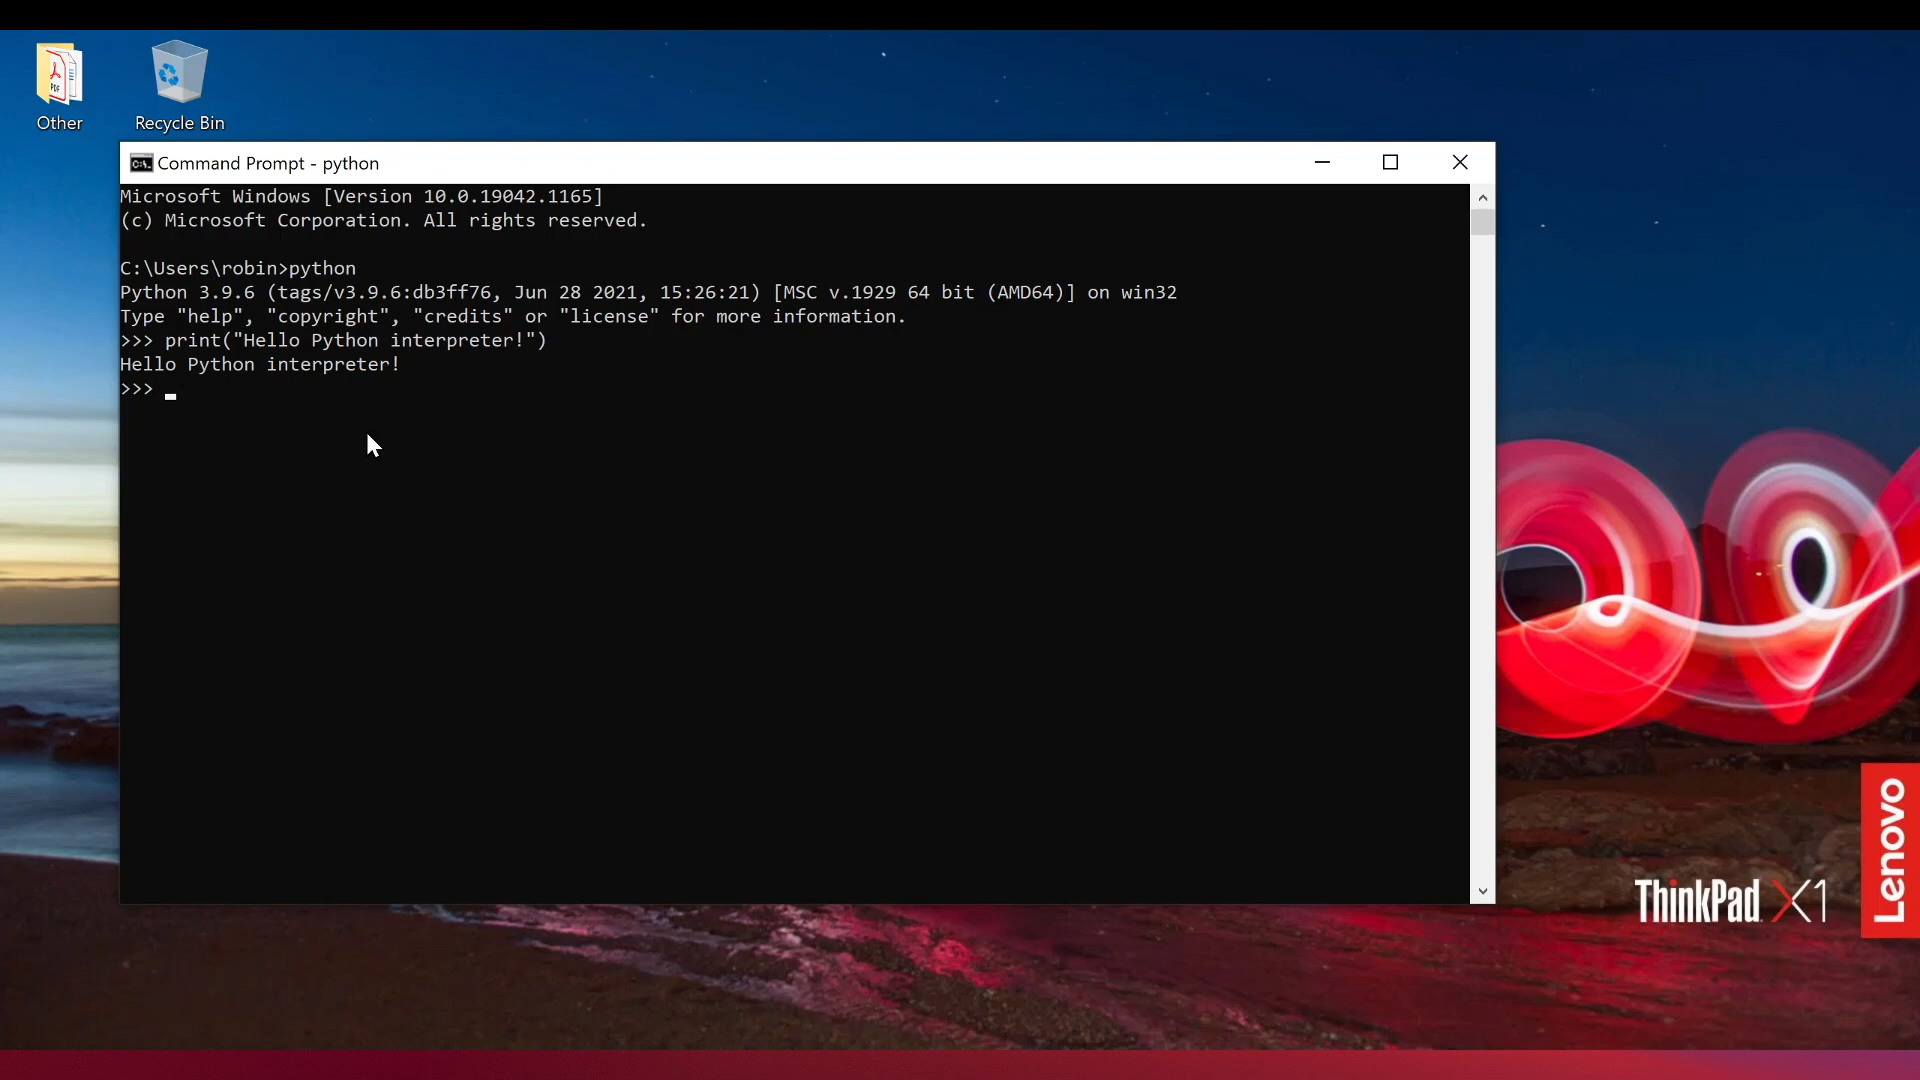 Other
Recycle Bin
Command Prompt - python
Microsoft Windows [Version 10.0.19042.1165]
(c) Microsoft Corporation. All rights reserved.
C:\Users\robin>python
Python 3.9.6 (tags/v3.9.6:db3ff76, Jun 28 2021, 15:26:21) [MSC v.1929 64 bit (AMD64)] on win32
Type "help", "copyright", "credits" or "license" for more information.
>>> print("Hello Python interpreter!")
Hello Python interpreter!
>>>
ThinkPad X1
Lenovo